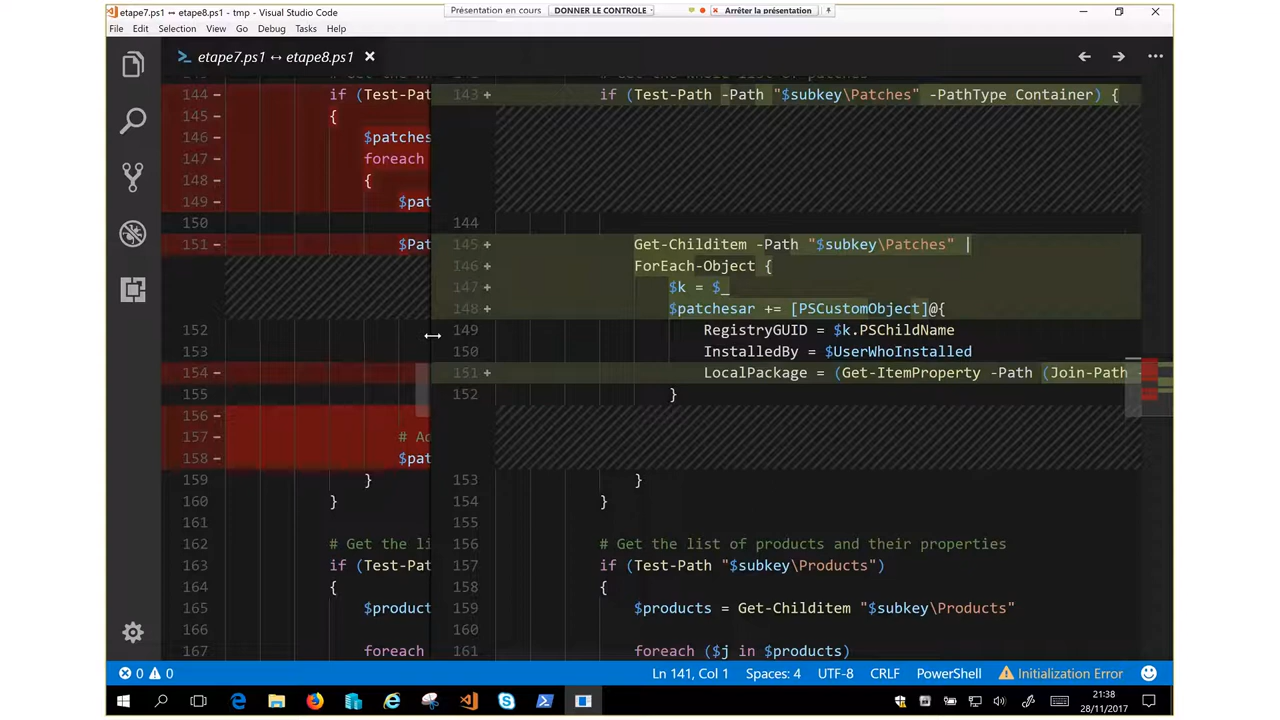 etape7.ps1 ↔ etape8.ps1 - tmp - Visual Studio Code
Présentation en cours
DONNER LE CONTROLE
Arrêter la présentation
File Edit Selection View Go Debug Tasks Help
etape7.ps1 ↔ etape8.ps1
144 - if (Test-Pat
145 - {
146 - $patches
147 - foreach
148 - {
149 - $pat
150
151 - $Pat
152
153
154 -
155
156 -
157 - # Ad
158 - $pat
159 }
160 }
161
162 # Get the li
163 if (Test-Pat
164 {
165 $product
166
167 foreach
143 + if (Test-Path -Path "$subkey\Patches" -PathType Container) {
144
145 + Get-Childitem -Path "$subkey\Patches" |
146 + ForEach-Object {
147 + $k = $_
148 + $patchesar += [PSCustomObject]@{
149 RegistryGUID = $k.PSChildName
150 InstalledBy = $UserWhoInstalled
151 + LocalPackage = (Get-ItemProperty -Path (Join-Path -
152 }
153 }
154 }
155
156 # Get the list of products and their properties
157 if (Test-Path "$subkey\Products")
158 {
159 $products = Get-Childitem "$subkey\Products"
160
161 foreach ($j in $products)
0 0
Ln 141, Col 1 Spaces: 4 UTF-8 CRLF PowerShell Initialization Error
21:38
28/11/2017